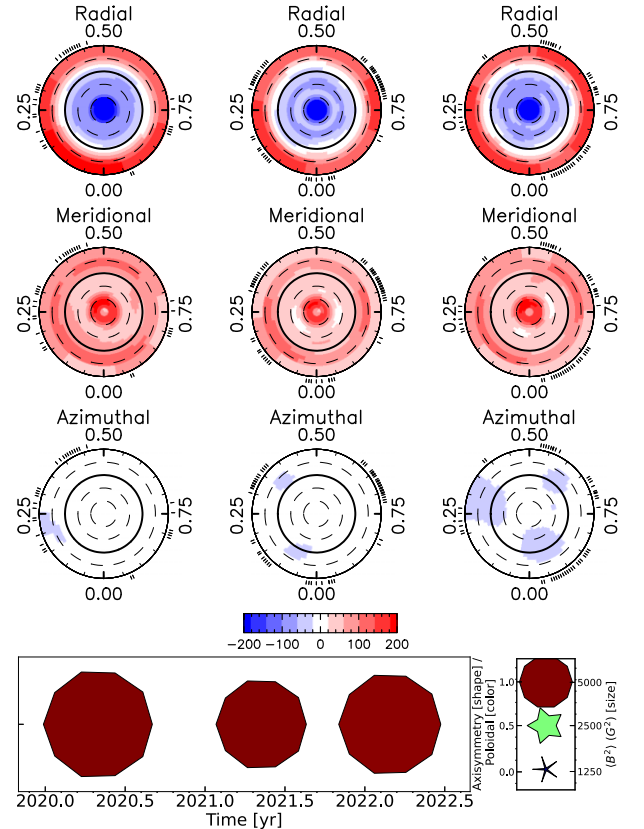 Radial Radial Radial
0.50 0.50 0.50
0.25 0.75 0.25 0.75 0.25 0.75
0.00 0.00 0.00
Meridional Meridional Meridional
0.50 0.50 0.50
0.25 0.75 0.25 0.75 0.25 0.75
0.00 0.00 0.00
Azimuthal Azimuthal Azimuthal
0.50 0.50 0.50
0.25 0.75 0.25 0.75 0.25 0.75
0.00 0.00 0.00
−200 −100 0 100 200
2020.0 2020.5 2021.0 2021.5 2022.0 2022.5
Time [yr]
Axisymmetry [shape] /
Poloidal [color]
1.0 0.5 0.0
5000 2500 1250
⟨B²⟩ (G²) [size]